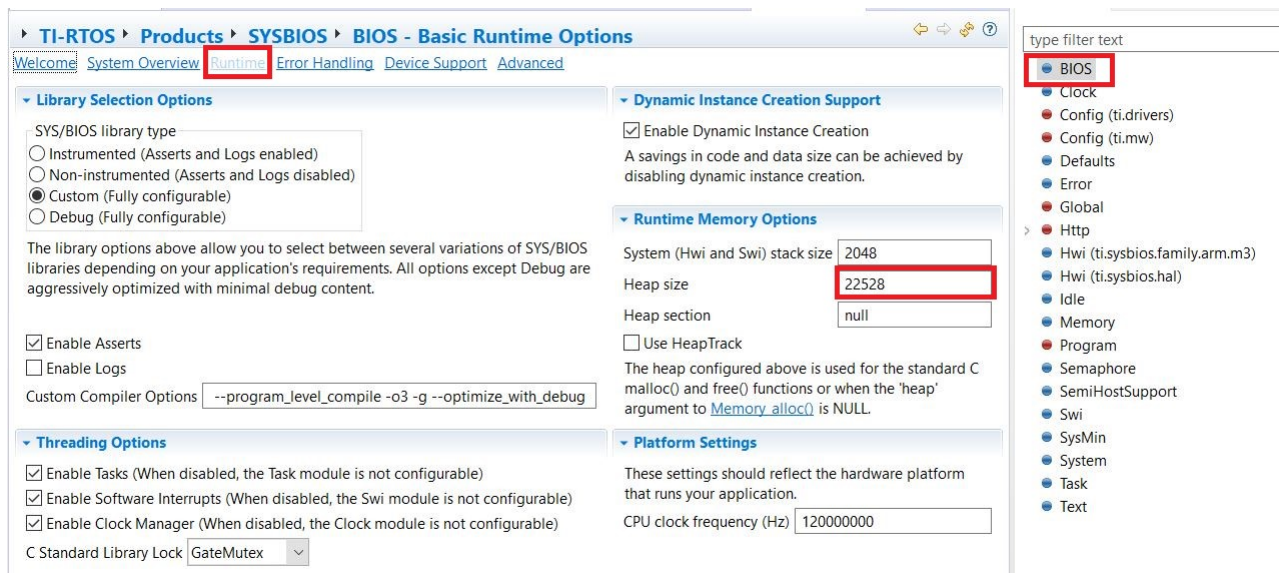 TI-RTOS Products SYSBIOS BIOS - Basic Runtime Options
Welcome System Overview Runtime Error Handling Device Support Advanced
Library Selection Options
SYS/BIOS library type
Instrumented (Asserts and Logs enabled)
Non-instrumented (Asserts and Logs disabled)
Custom (Fully configurable)
Debug (Fully configurable)
The library options above allow you to select between several variations of SYS/BIOS
libraries depending on your application's requirements. All options except Debug are
aggressively optimized with minimal debug content.
Enable Asserts
Enable Logs
Custom Compiler Options --program_level_compile -o3 -g --optimize_with_debug
Threading Options
Enable Tasks (When disabled, the Task module is not configurable)
Enable Software Interrupts (When disabled, the Swi module is not configurable)
Enable Clock Manager (When disabled, the Clock module is not configurable)
C Standard Library Lock GateMutex
Dynamic Instance Creation Support
Enable Dynamic Instance Creation
A savings in code and data size can be achieved by
disabling dynamic instance creation.
Runtime Memory Options
System (Hwi and Swi) stack size 2048
Heap size 22528
Heap section null
Use HeapTrack
The heap configured above is used for the standard C
malloc() and free() functions or when the 'heap'
argument to Memory alloc() is NULL.
Platform Settings
These settings should reflect the hardware platform
that runs your application.
CPU clock frequency (Hz) 120000000
type filter text
BIOS
Clock
Config (ti.drivers)
Config (ti.mw)
Defaults
Error
Global
Http
Hwi (ti.sysbios.family.arm.m3)
Hwi (ti.sysbios.hal)
Idle
Memory
Program
Semaphore
SemiHostSupport
Swi
SysMin
System
Task
Text